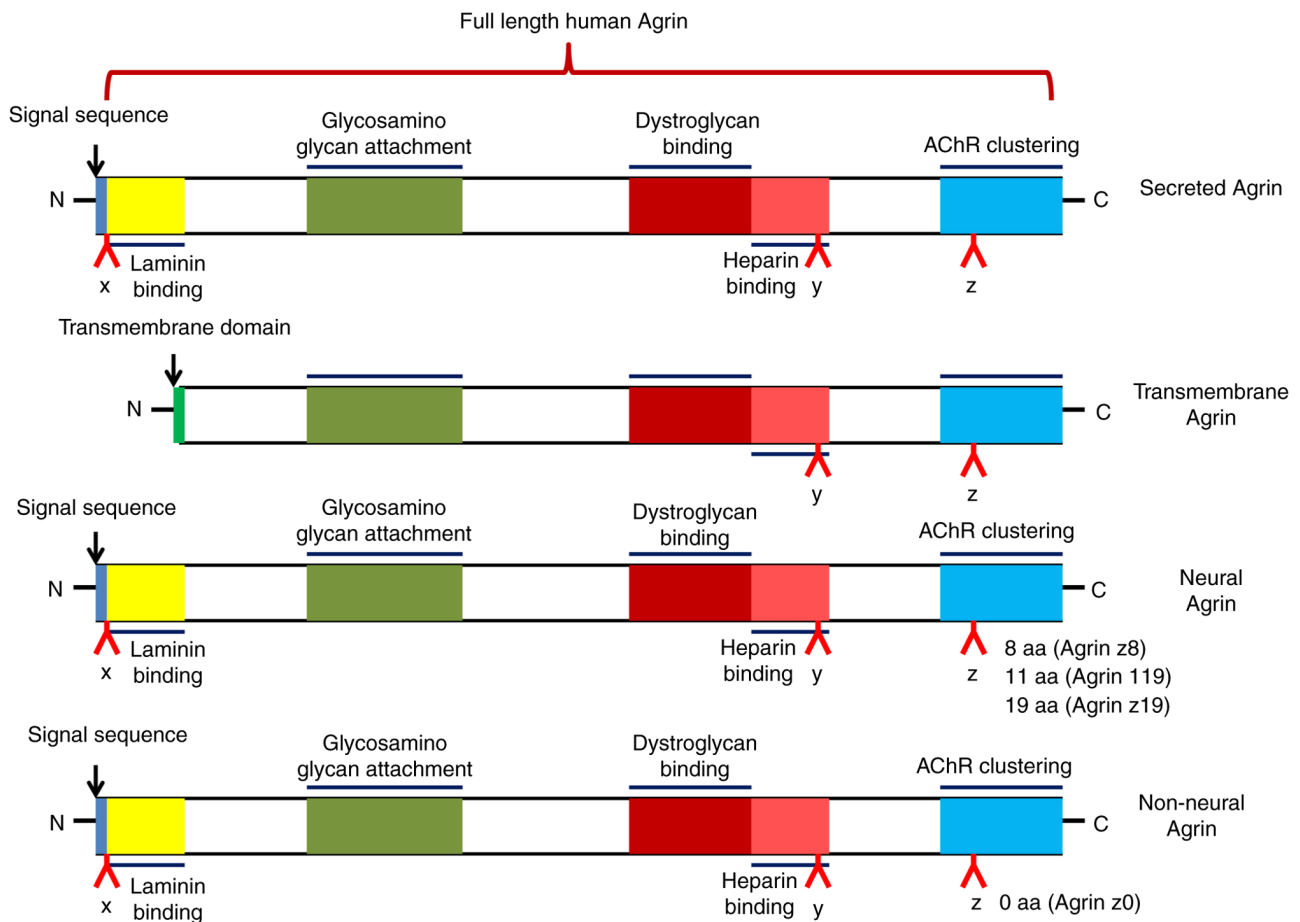 Full length human Agrin
Signal sequence
Glycosamino
glycan attachment
Dystroglycan
binding
AChR clustering
N
C
Secreted Agrin
x
Laminin
binding
Heparin
binding
y
z
Transmembrane domain
N
C
Transmembrane
Agrin
y
z
Signal sequence
Glycosamino
glycan attachment
Dystroglycan
binding
AChR clustering
N
C
Neural
Agrin
x
Laminin
binding
Heparin
binding
y
z
8 aa (Agrin z8)
11 aa (Agrin 119)
19 aa (Agrin z19)
Signal sequence
Glycosamino
glycan attachment
Dystroglycan
binding
AChR clustering
N
C
Non-neural
Agrin
x
Laminin
binding
Heparin
binding
y
z 0 aa (Agrin z0)